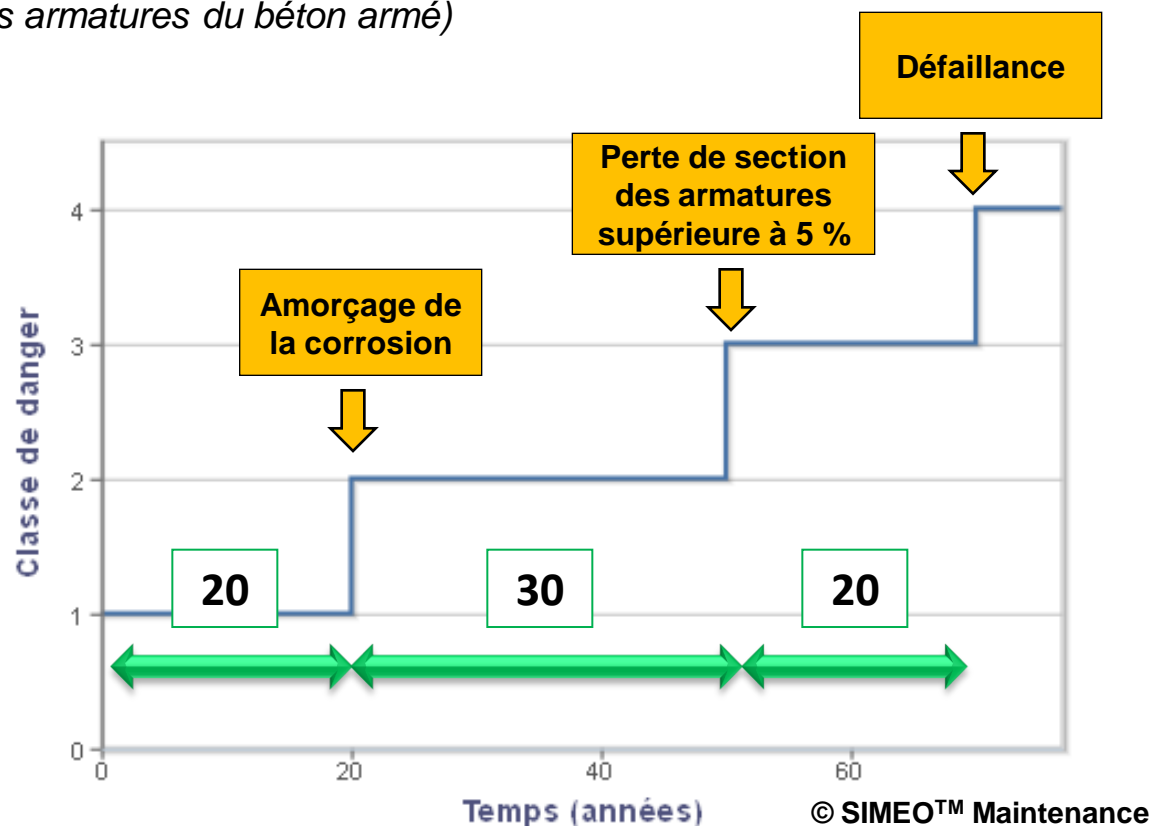 s armatures du béton armé)
Défaillance
Perte de section
des armatures
supérieure à 5 %
Amorçage de
la corrosion
Classe de danger
4
3
2
1
0
20
30
20
0
20
40
60
Temps (années)
© SIMEO™ Maintenance